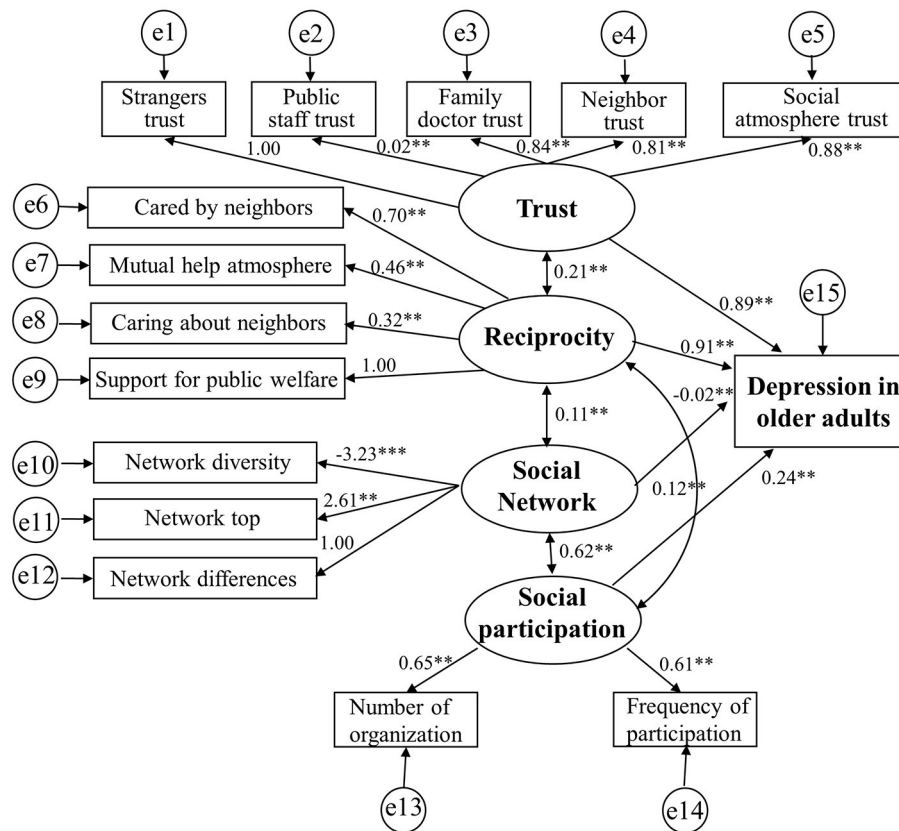 e1
e2
e3
e4
e5
Strangers
trust
Public
staff trust
Family
doctor trust
Neighbor
trust
Social
atmosphere trust
1.00
0.02**
0.84**
0.81**
0.88**
Trust
e6
Cared by neighbors
0.70**
e7
Mutual help atmosphere
0.46**
0.21**
0.89**
e15
e8
Caring about neighbors
0.32**
Reciprocity
0.91**
e9
Support for public welfare
1.00
-0.02**
Depression in
older adults
0.11**
e10
Network diversity
-3.23***
Social
Network
0.12**
0.24**
e11
Network top
2.61**
1.00
e12
Network differences
0.62**
Social
participation
0.65**
0.61**
Number of
organization
Frequency of
participation
e13
e14